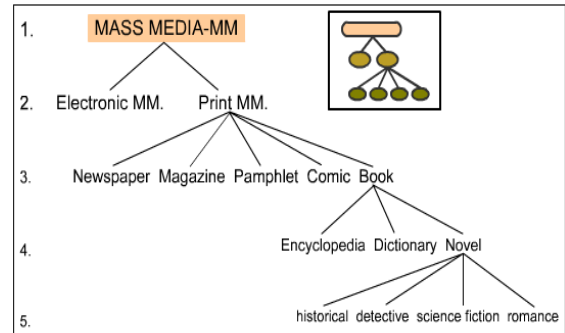 1. MASS MEDIA-MM
2. Electronic MM. Print MM.
3. Newspaper Magazine Pamphlet Comic Book
4. Encyclopedia Dictionary Novel
5. historical detective science fiction romance